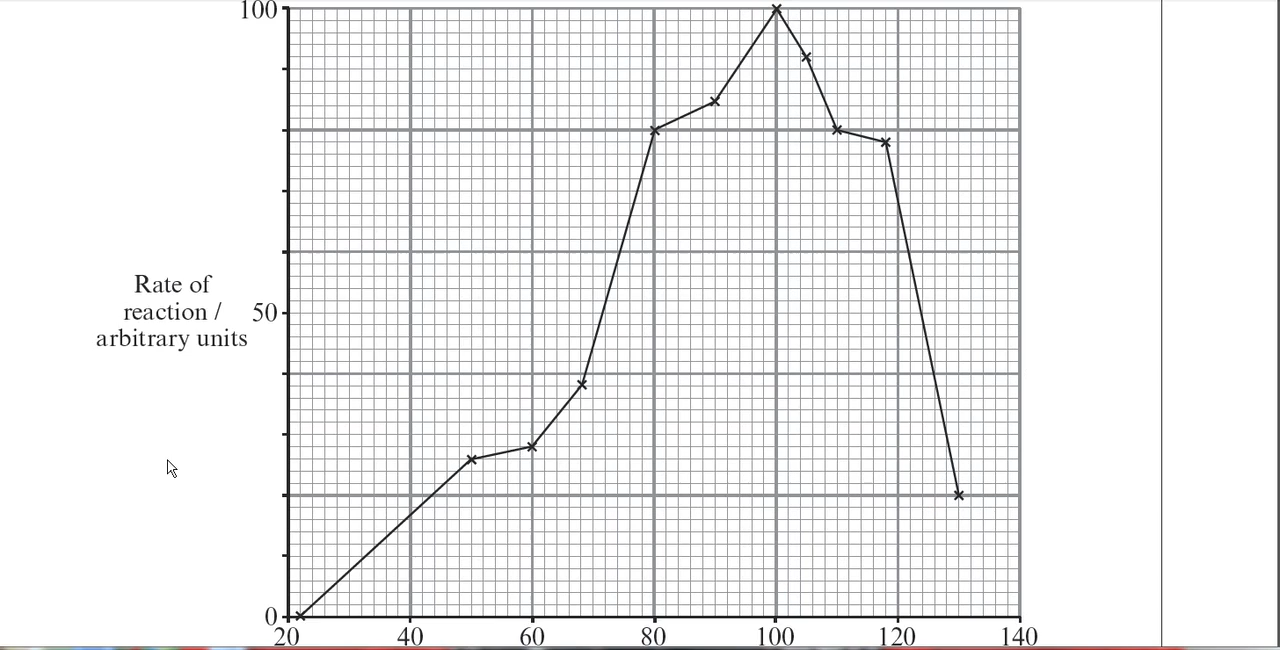 100
Rate of
reaction /
arbitrary units
50
0
20 40 60 80 100 120 140